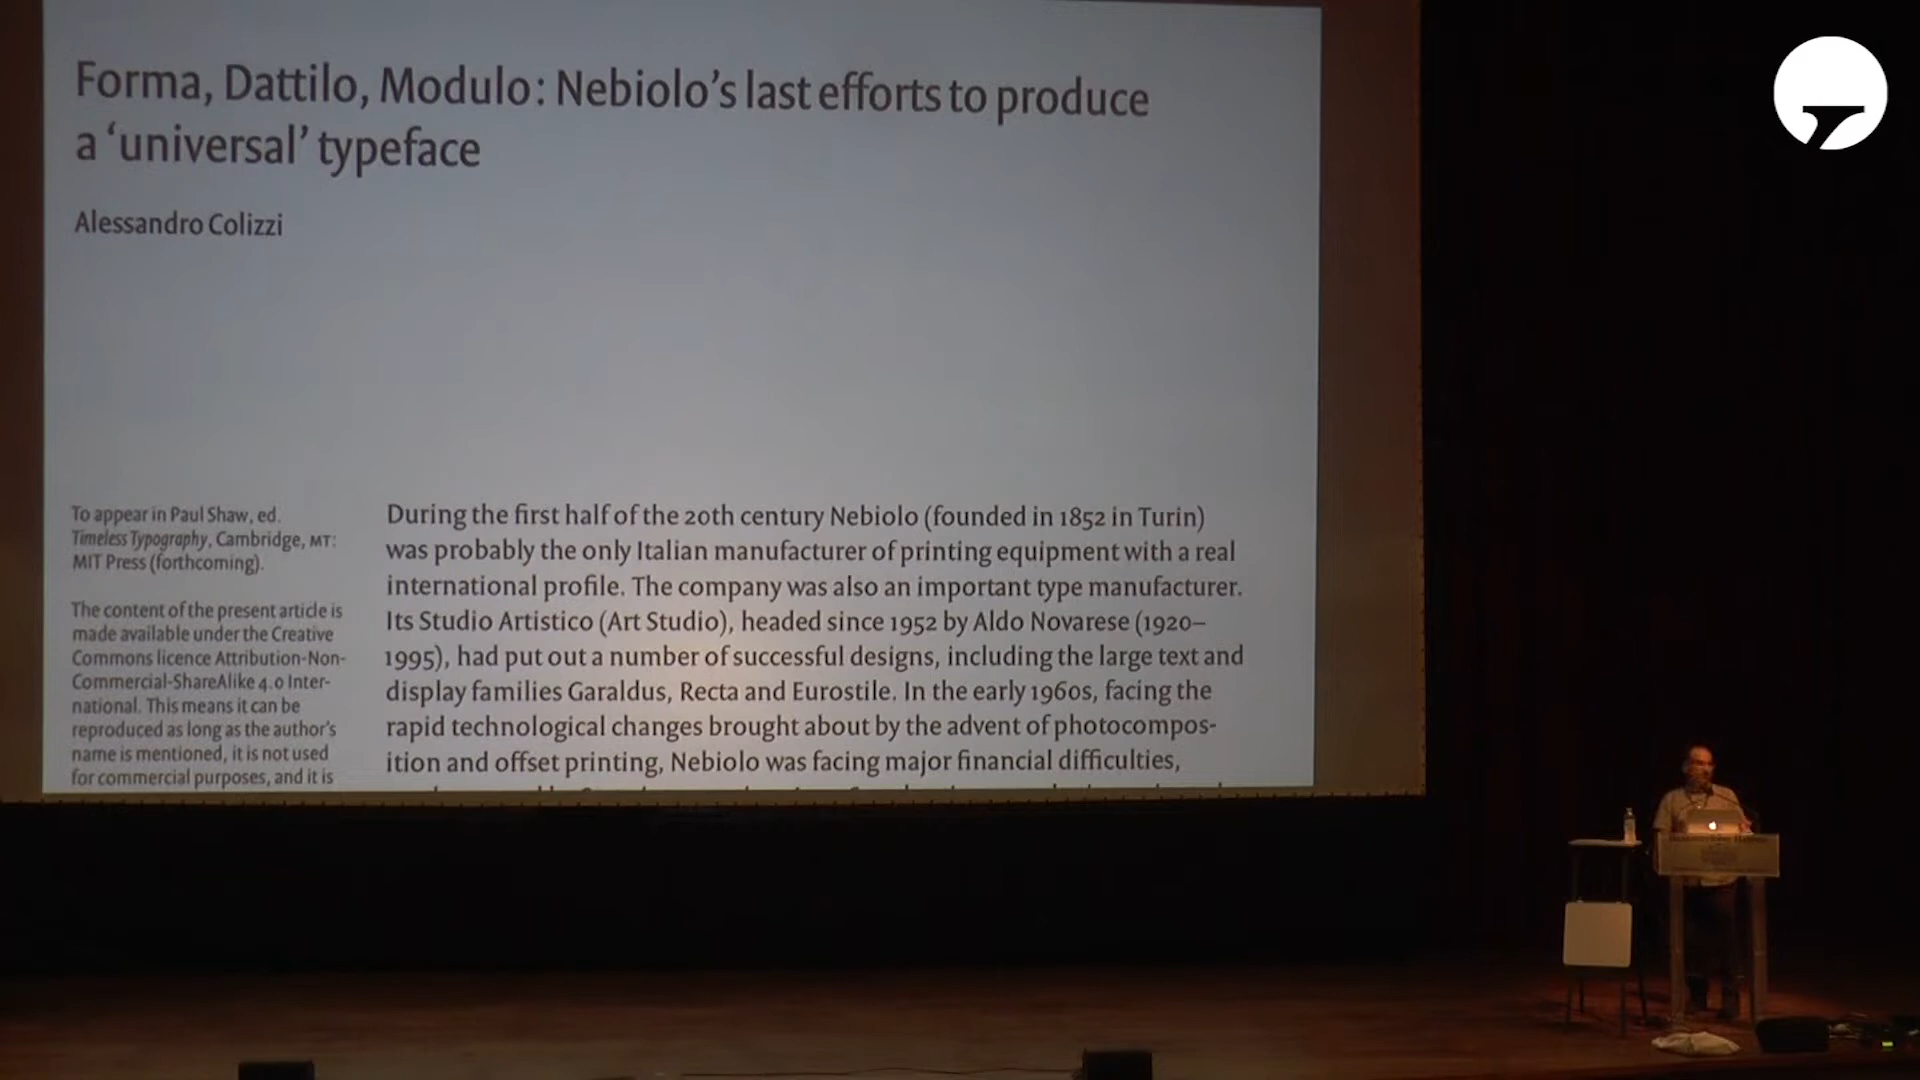 Forma, Dattilo, Modulo: Nebiolo’s last efforts to produce
a ‘universal’ typeface
Alessandro Colizzi
To appear in Paul Shaw, ed.
Timeless Typography, Cambridge, MT:
MIT Press (forthcoming).
The content of the present article is
made available under the Creative
Commons licence Attribution-Non-
Commercial-ShareAlike 4.0 Inter-
national. This means it can be
reproduced as long as the author’s
name is mentioned, it is not used
for commercial purposes, and it is
During the first half of the 20th century Nebiolo (founded in 1852 in Turin)
was probably the only Italian manufacturer of printing equipment with a real
international profile. The company was also an important type manufacturer.
Its Studio Artistico (Art Studio), headed since 1952 by Aldo Novarese (1920–
1995), had put out a number of successful designs, including the large text and
display families Garaldus, Recta and Eurostile. In the early 1960s, facing the
rapid technological changes brought about by the advent of photocompos-
ition and offset printing, Nebiolo was facing major financial difficulties,